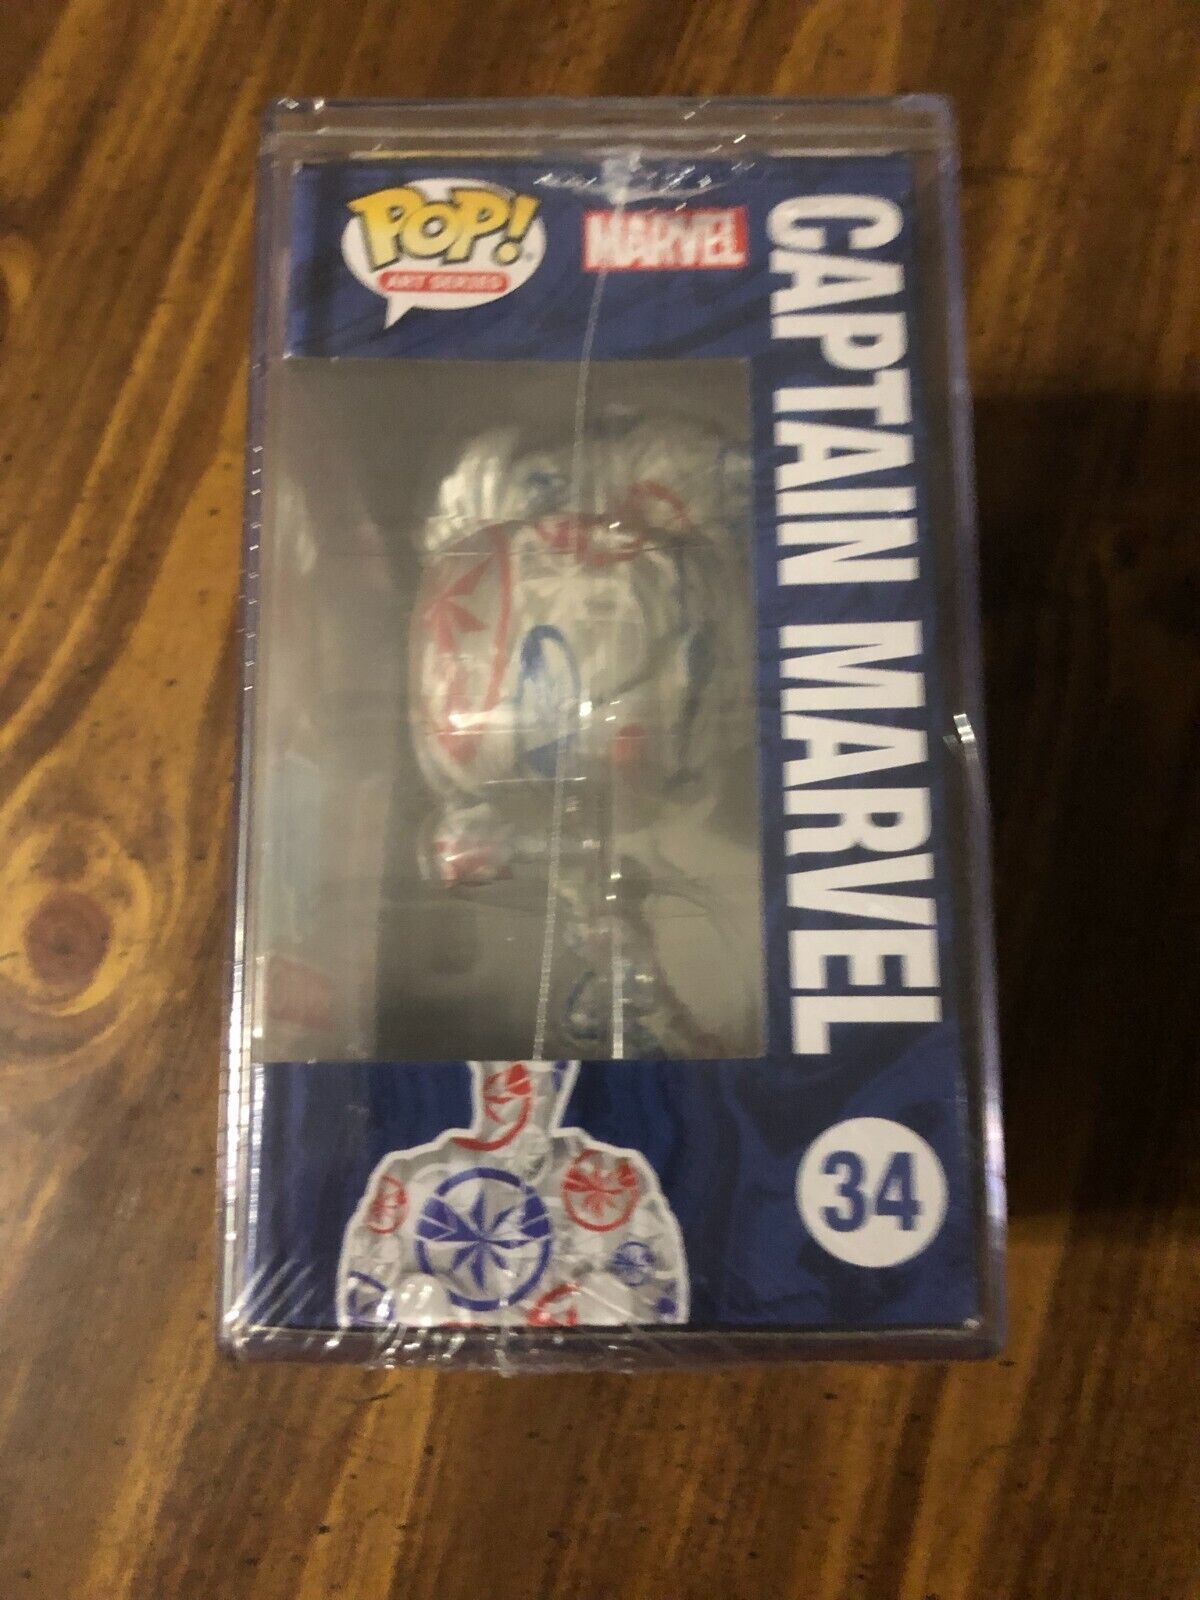 POP!
ART SERIES
MARVEL
CAPTAIN MARVEL
34